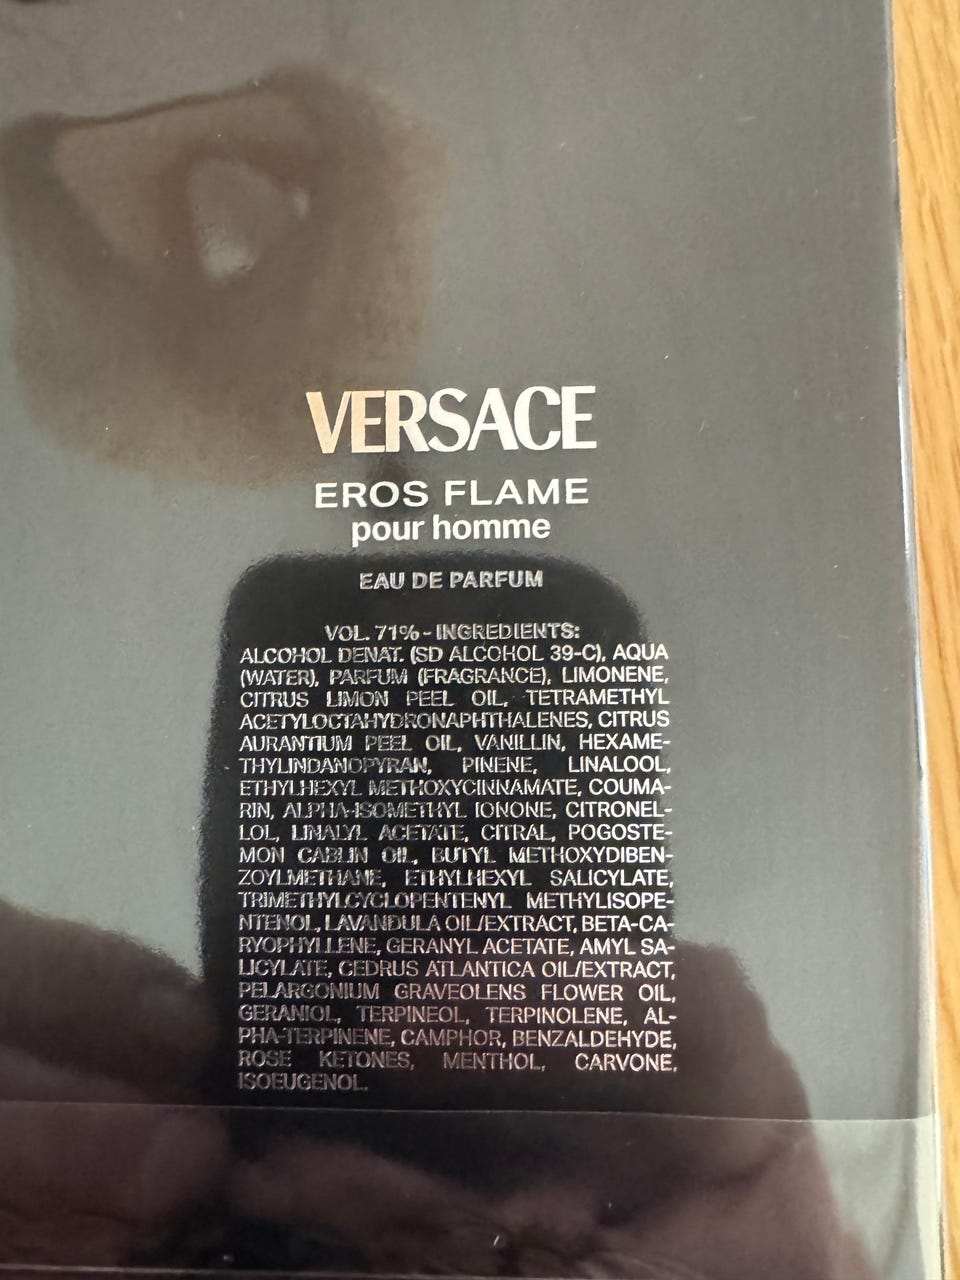 VERSACE
EROS FLAME
pour homme
EAU DE PARFUM
VOL. 71% - INGREDIENTS:
ALCOHOL DENAT. (SD ALCOHOL 39-C), AQUA
(WATER), PARFUM (FRAGRANCE), LIMONENE,
CITRUS LIMON PEEL OIL, TETRAMETHYL
ACETYLOCTAHYDRONAPHTHALENES, CITRUS
AURANTIUM PEEL OIL, VANILLIN, HEXAME-
THYLINDANOPYRAN, PINENE, LINALOOL,
ETHYLHEXYL METHOXYCINNAMATE, COUMA-
RIN, ALPHA-ISOMETHYL IONONE, CITRONEL-
LOL, LINALYL ACETATE, CITRAL, POGOSTE-
MON CABLIN OIL, BUTYL METHOXYDIBEN-
ZOYLMETHANE, ETHYLHEXYL SALICYLATE,
TRIMETHYLCYCLOPENTENYL METHYLISOPE-
NTENOL, LAVANDULA OIL/EXTRACT, BETA-CA-
RYOPHYLLENE, GERANYL ACETATE, AMYL SA-
LICYLATE, CEDRUS ATLANTICA OIL/EXTRACT,
PELARGONIUM GRAVEOLENS FLOWER OIL,
GERANIOL, TERPINEOL, TERPINOLENE, AL-
PHA-TERPINENE, CAMPHOR, BENZALDEHYDE,
ROSE KETONES, MENTHOL, CARVONE,
ISOEUGENOL.